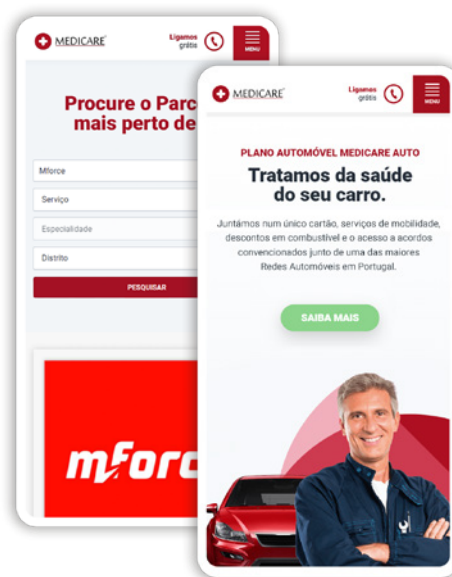 MEDICARE
Ligamos
grátis
MENU
Procure o Parc
mais perto de
Mforce
Serviço
Especialidade
Distrito
PESQUISAR
mforc
MEDICARE
Ligamos
grátis
MENU
PLANO AUTOMÓVEL MEDICARE AUTO
Tratamos da saúde
do seu carro.
Juntámos num único cartão, serviços de mobilidade,
descontos em combustível e o acesso a acordos
convencionados junto de uma das maiores
Redes Automóveis em Portugal.
SAIBA MAIS